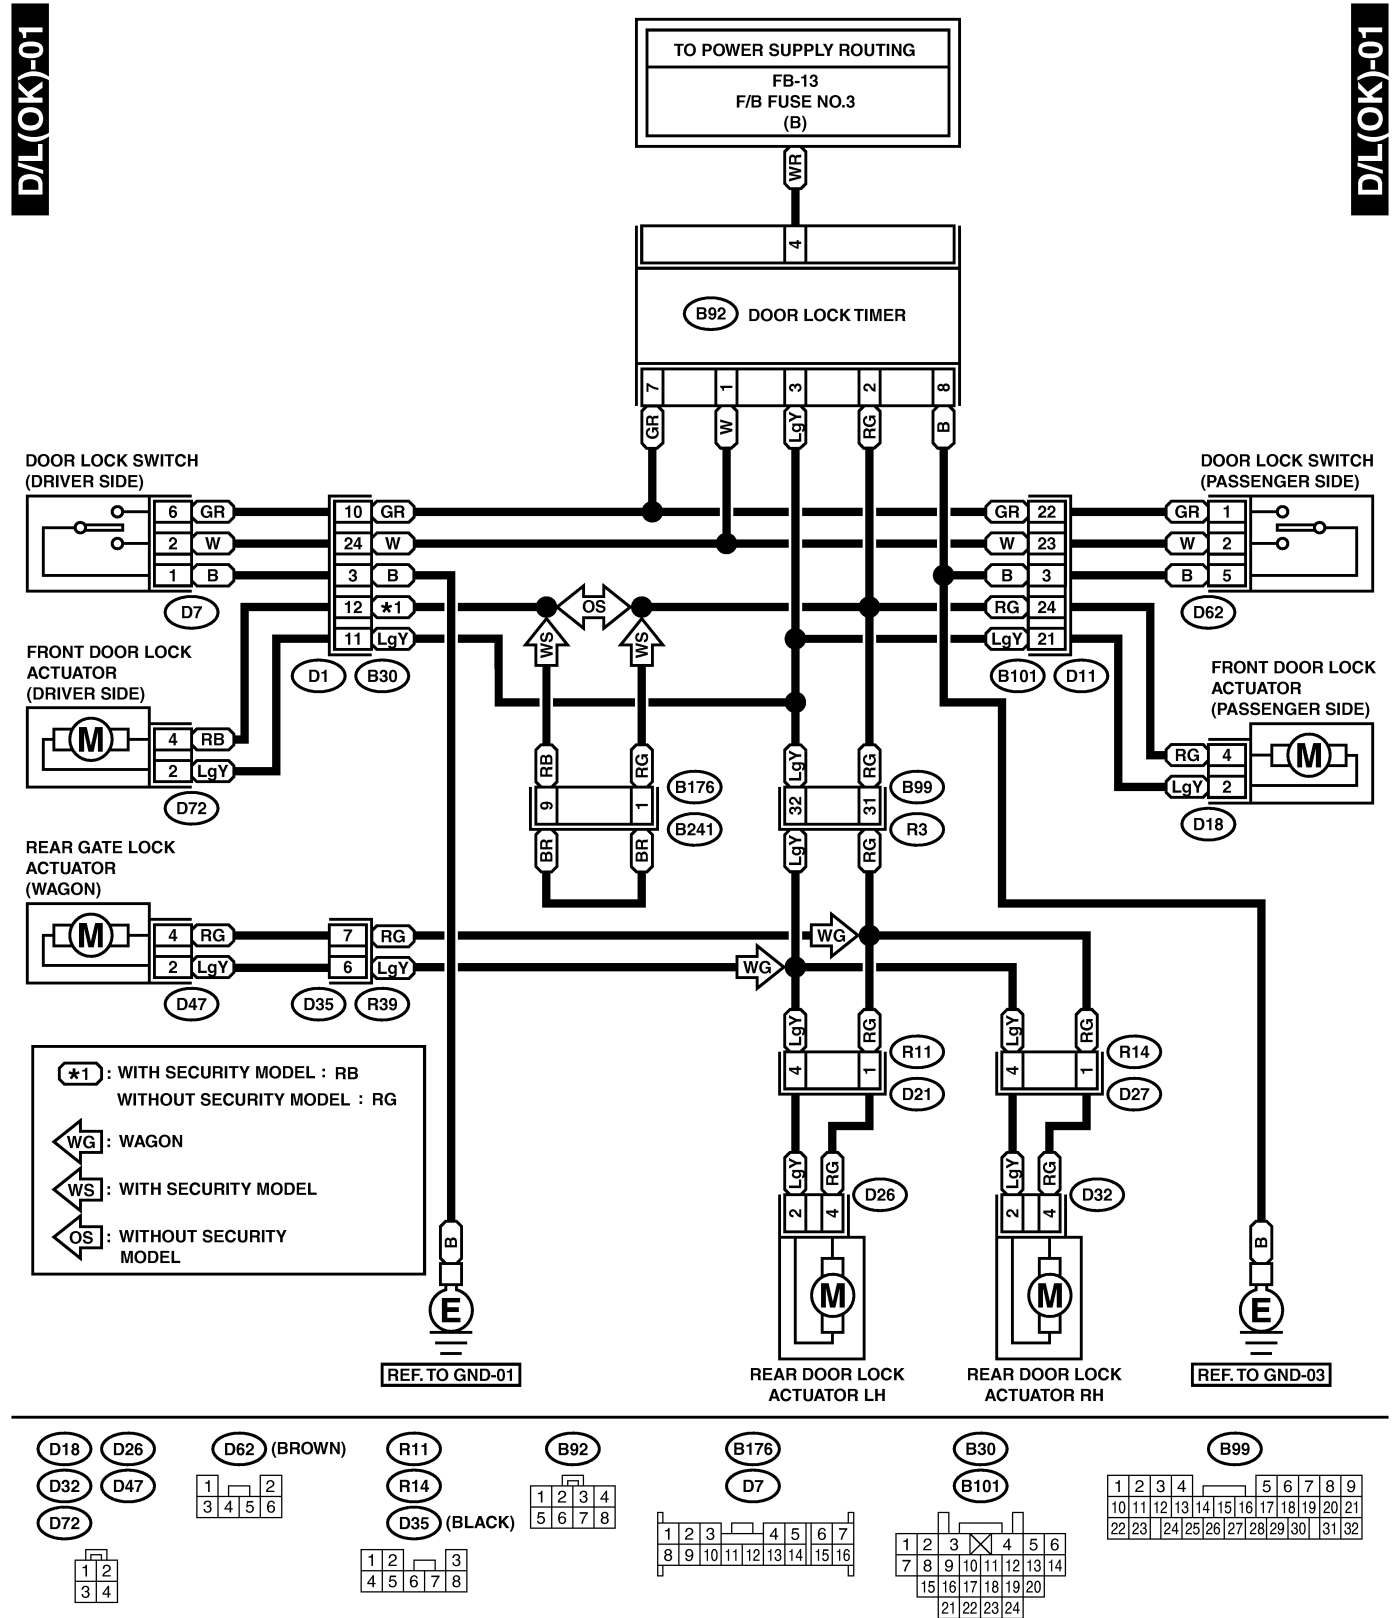 D/L(OK)-01
D/L(OK)-01
TO POWER SUPPLY ROUTING
FB-13
F/B FUSE NO.3
(B)
WR
4
B92 DOOR LOCK TIMER
7 1 3 2 8
GR W LgY RG B
DOOR LOCK SWITCH
(DRIVER SIDE)
6 GR 10 GR
2 W 24 W
1 B 3 B
12 *1
11 LgY
D7
D1 B30
DOOR LOCK SWITCH
(PASSENGER SIDE)
GR 22 GR 1
W 23 W 2
B 3 B 5
RG 24
LgY 21
D62
B101 D11
OS
WS WS
FRONT DOOR LOCK
ACTUATOR
(DRIVER SIDE)
M 4 RB
2 LgY
D72
FRONT DOOR LOCK
ACTUATOR
(PASSENGER SIDE)
RG 4 M
LgY 2
D18
RB RG LgY RG
9 1 B176 32 31 B99
B241 R3
BR BR LgY RG
REAR GATE LOCK
ACTUATOR
(WAGON)
M 4 RG 7 RG WG
2 LgY 6 LgY WG
D47 D35 R39
LgY RG LgY RG
4 1 R11 4 1 R14
D21 D27
LgY RG LgY RG
2 4 D26 2 4 D32
M M
REAR DOOR LOCK
ACTUATOR LH
REAR DOOR LOCK
ACTUATOR RH
*1 : WITH SECURITY MODEL : RB
WITHOUT SECURITY MODEL : RG
WG : WAGON
WS : WITH SECURITY MODEL
OS : WITHOUT SECURITY
MODEL
B
E
REF. TO GND-01
B
E
REF. TO GND-03
D18 D26
D32 D47
D72
1 2
3 4
D62 (BROWN)
1 2
3 4 5 6
R11
R14
D35 (BLACK)
1 2 3
4 5 6 7 8
B92
1 2 3 4
5 6 7 8
B176
D7
1 2 3 4 5 6 7
8 9 10 11 12 13 14 15 16
B30
B101
1 2 3 4 5 6
7 8 9 10 11 12 13 14
15 16 17 18 19 20
21 22 23 24
B99
1 2 3 4 5 6 7 8 9
10 11 12 13 14 15 16 17 18 19 20 21
22 23 24 25 26 27 28 29 30 31 32